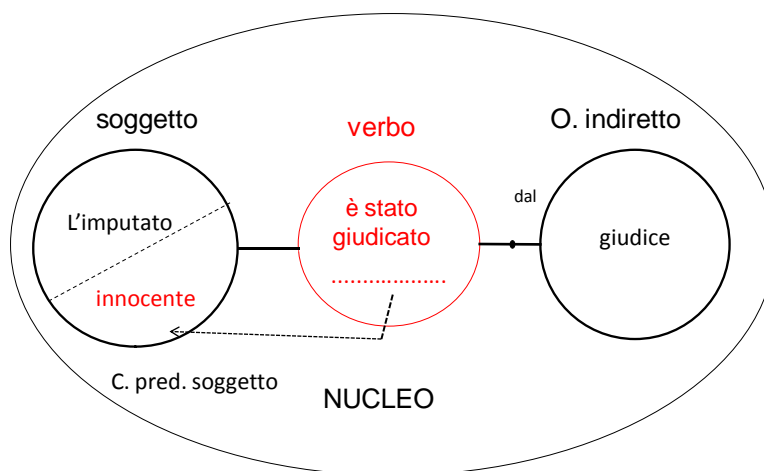 soggetto
verbo
O. indiretto
L’imputato
innocente
è stato
giudicato
...................
dal
giudice
C. pred. soggetto
NUCLEO